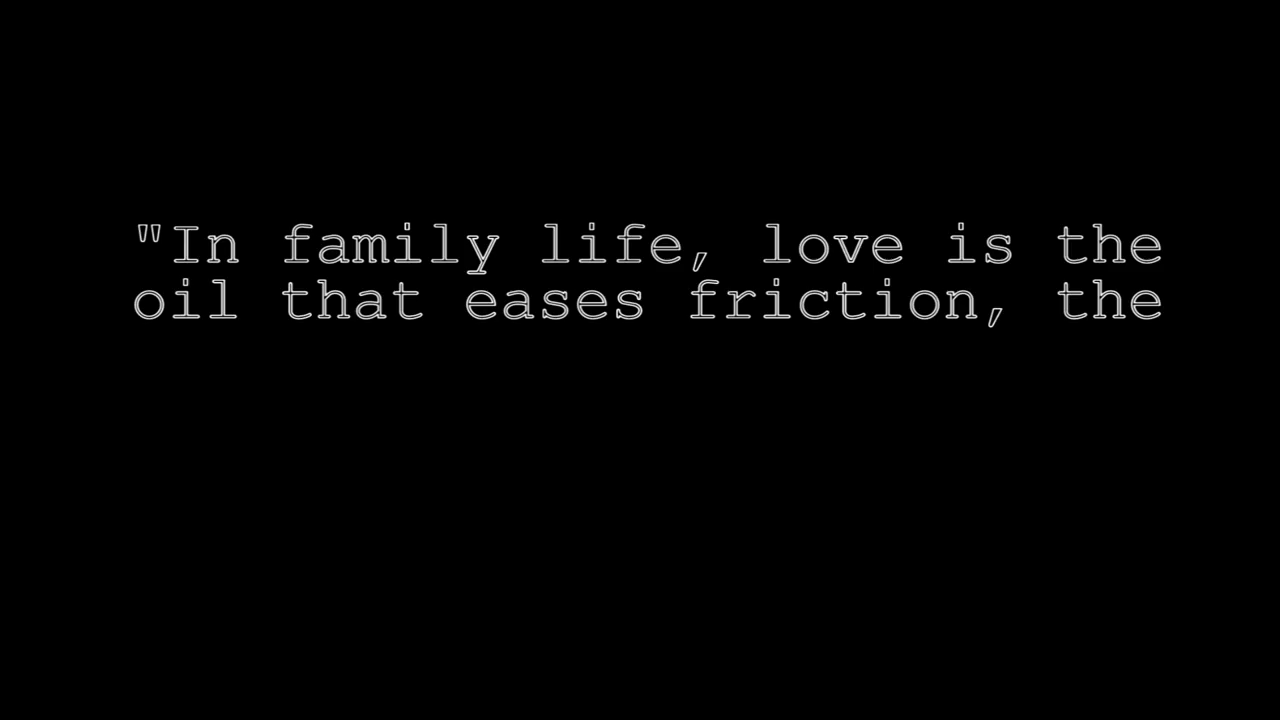 "In family life, love is the
oil that eases friction, the